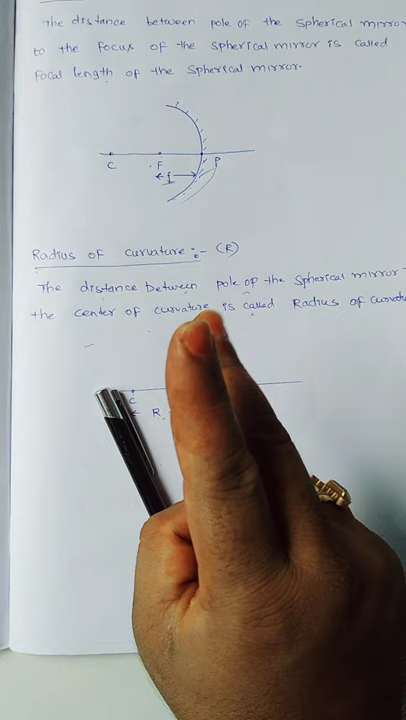 The distance between pole of the spherical mirror
to the Focus of the spherical mirror is called
Focal length of the spherical mirror.
C F P
f
Radius of curvature :- (R)
The distance between pole of the spherical mirror
the center of curvature is called Radius of
C
R